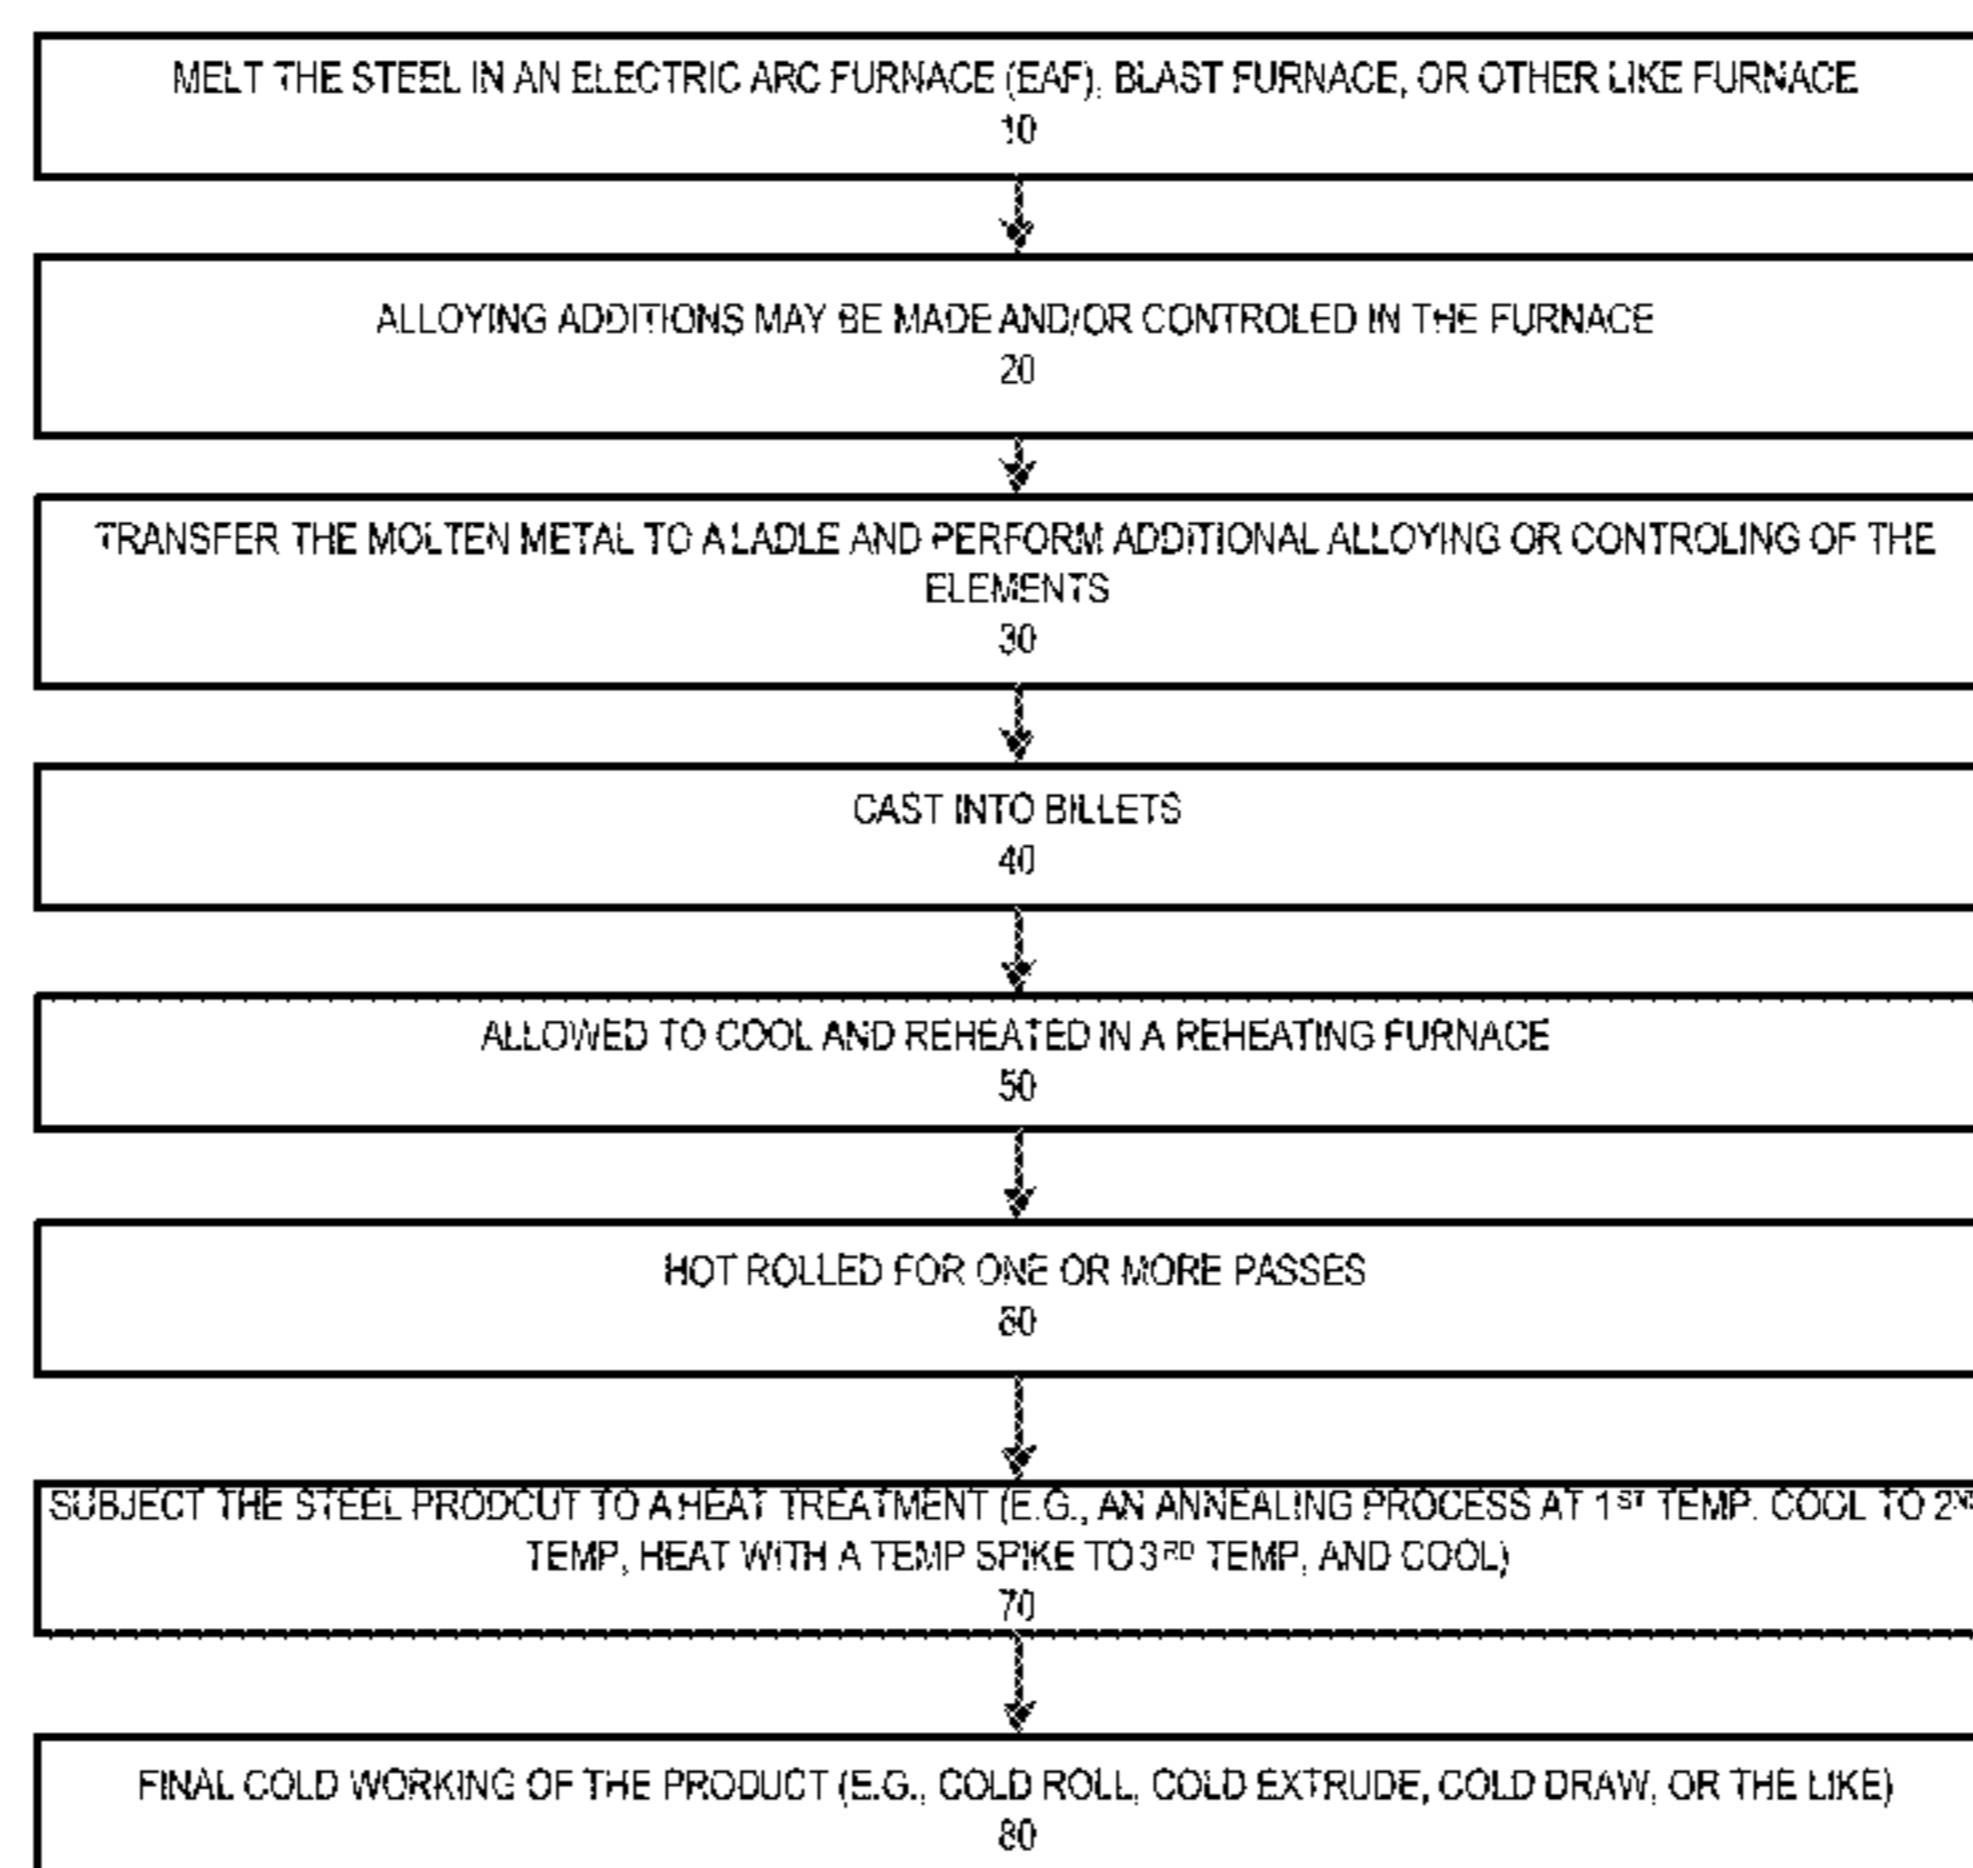 MELT THE STEEL IN AN ELECTRIC ARC FURNACE (EAF), BLAST FURNACE, OR OTHER LIKE FURNACE
10
ALLOYING ADDITIONS MAY BE MADE AND/OR CONTROLED IN THE FURNACE
20
TRANSFER THE MOLTEN METAL TO A LADLE AND PERFORM ADDITIONAL ALLOYING OR CONTROLING OF THE
ELEMENTS
30
CAST INTO BILLETS
40
ALLOWED TO COOL AND REHEATED IN A REHEATING FURNACE
50
HOT ROLLED FOR ONE OR MORE PASSES
60
SUBJECT THE STEEL PRODCUT TO A HEAT TREATMENT (E.G., AN ANNEALING PROCESS AT 1ST TEMP. COOL TO 2ND
TEMP, HEAT WITH A TEMP SPIKE TO 3RD TEMP, AND COOL)
70
FINAL COLD WORKING OF THE PRODUCT (E.G., COLD ROLL, COLD EXTRUDE, COLD DRAW, OR THE LIKE)
80